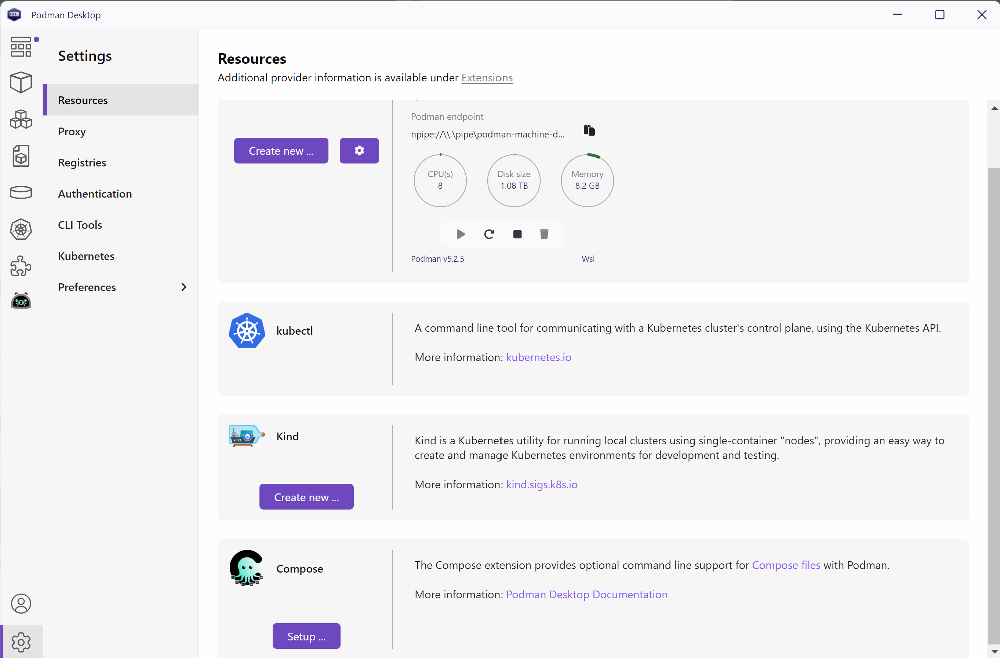 Podman Desktop
Settings
Resources
Proxy
Registries
Authentication
CLI Tools
Kubernetes
Preferences
Resources
Additional provider information is available under Extensions
Create new ...
Podman endpoint
npipe://\\.\pipe\podman-machine-d...
CPU(s)
8
Disk size
1.08 TB
Memory
8.2 GB
Podman v5.2.5
Wsl
kubectl
A command line tool for communicating with a Kubernetes cluster's control plane, using the Kubernetes API.
More information: kubernetes.io
kind
Kind
Create new ...
Kind is a Kubernetes utility for running local clusters using single-container "nodes", providing an easy way to
create and manage Kubernetes environments for development and testing.
More information: kind.sigs.k8s.io
Compose
Setup ...
The Compose extension provides optional command line support for Compose files with Podman.
More information: Podman Desktop Documentation